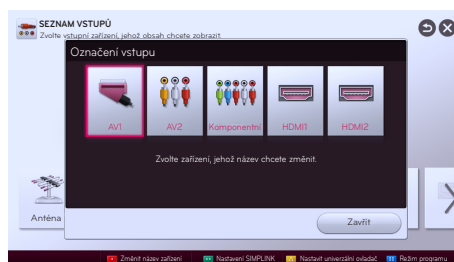 SEZNAM VSTUPŮ
Zvolte vstupní zařízení, jehož obsah chcete zobrazit.
Označení vstupu
AV1
AV2
Komponentní
HDMI1
HDMI2
Zvolte zařízení, jehož název chcete změnit.
Anténa
Zavřít
Změnit název zařízení
Nastavení SIMPLINK
Nastavit univerzální ovladač
Režim programu